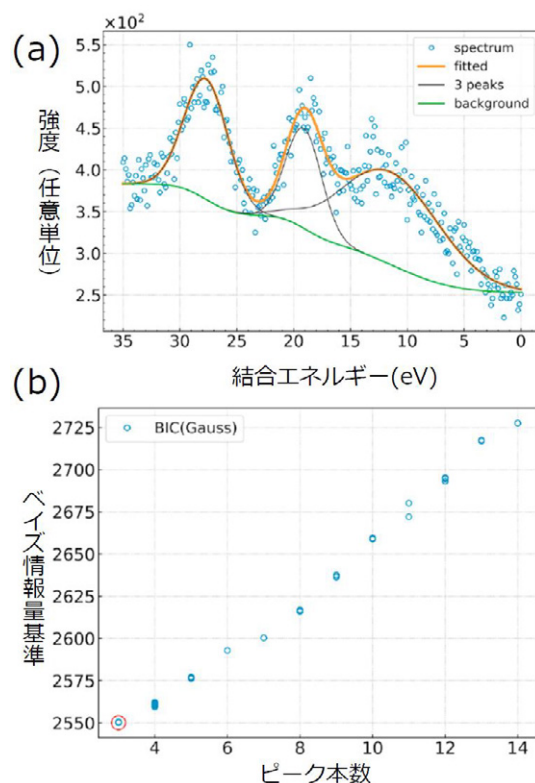 (a)
×10²
5.5
5.0
4.5
4.0
3.5
3.0
2.5
強度（任意単位）
spectrum
fitted
3 peaks
background
35 30 25 20 15 10 5 0
結合エネルギー(eV)
(b)
2725
2700
2675
2650
2625
2600
2575
2550
ベイズ情報量基準
BIC(Gauss)
4 6 8 10 12 14
ピーク本数